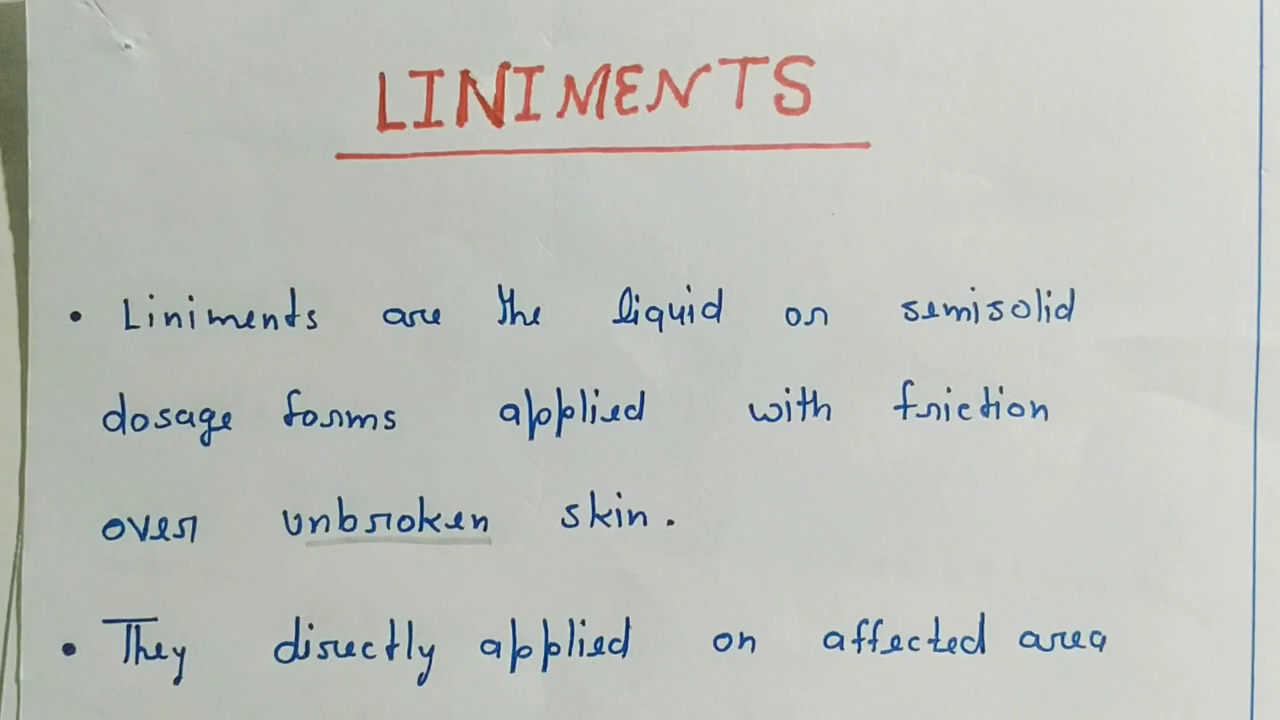 LINIMENTS
• Liniments are the liquid or semisolid
dosage forms applied with friction
over unbroken skin.
• They directly applied on affected area